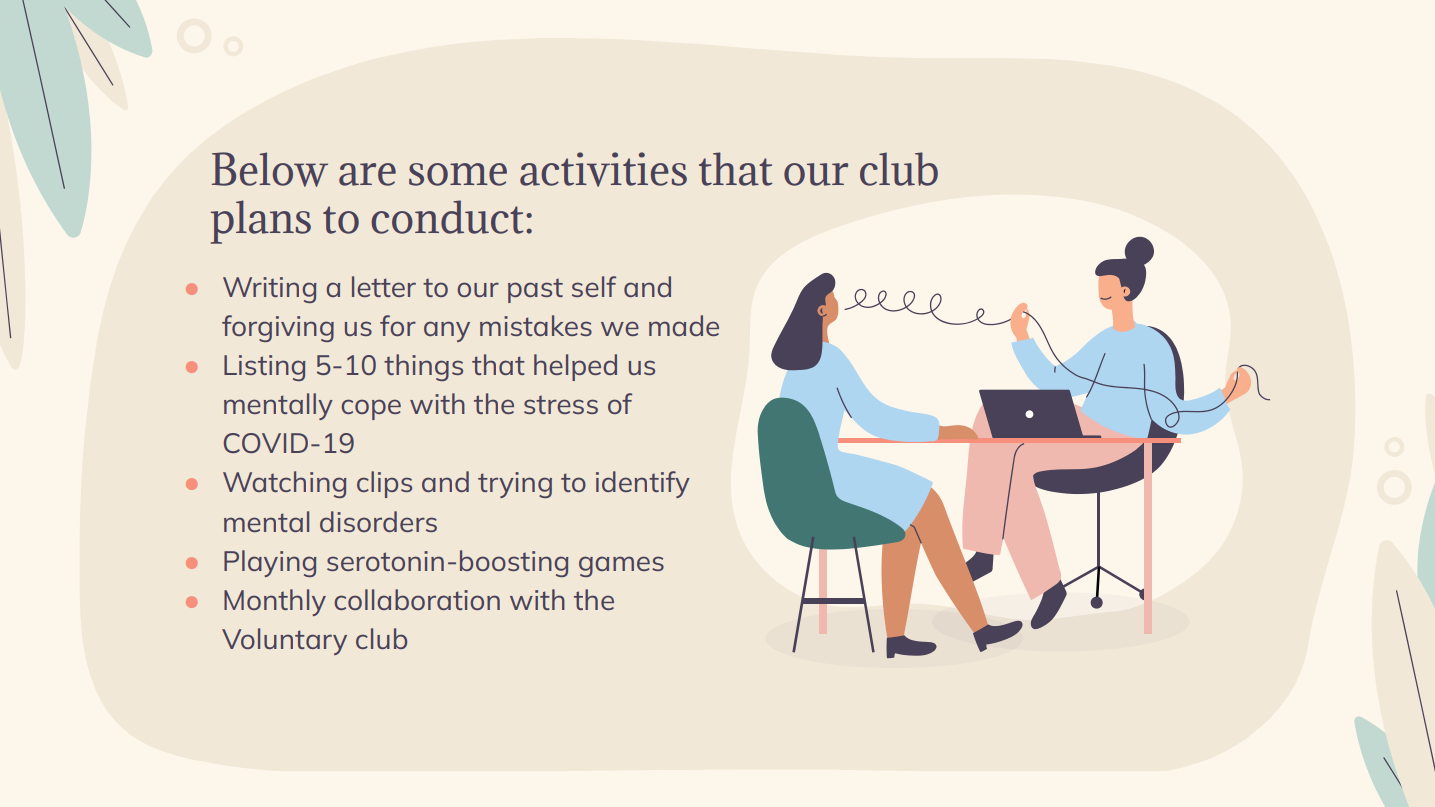 Below are some activities that our club
plans to conduct:
Writing a letter to our past self and
forgiving us for any mistakes we made
Listing 5-10 things that helped us
mentally cope with the stress of
COVID-19
Watching clips and trying to identify
mental disorders
Playing serotonin-boosting games
Monthly collaboration with the
Voluntary club